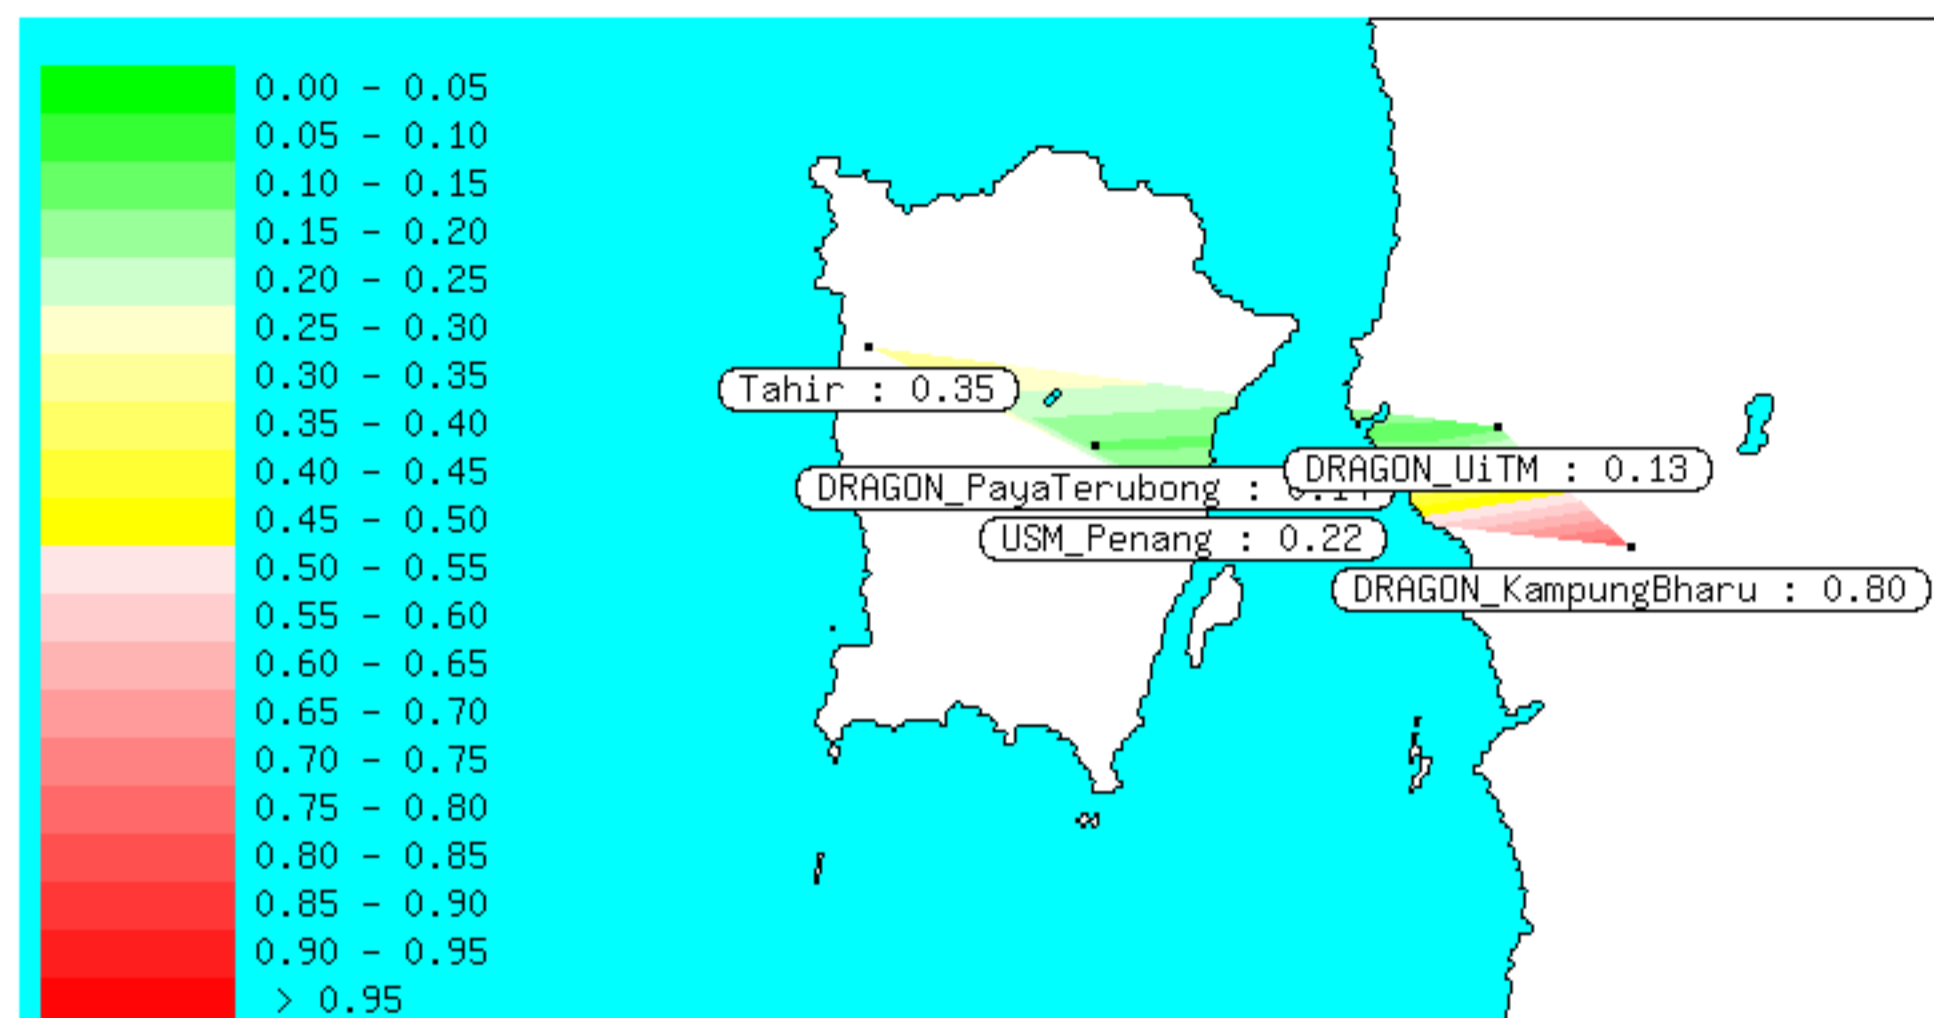 0.00 - 0.05
0.05 - 0.10
0.10 - 0.15
0.15 - 0.20
0.20 - 0.25
0.25 - 0.30
0.30 - 0.35
0.35 - 0.40
0.40 - 0.45
0.45 - 0.50
0.50 - 0.55
0.55 - 0.60
0.60 - 0.65
0.65 - 0.70
0.70 - 0.75
0.75 - 0.80
0.80 - 0.85
0.85 - 0.90
0.90 - 0.95
> 0.95
Tahir : 0.35
DRAGON_PayaTerubong :
DRAGON_UiTM : 0.13
USM_Penang : 0.22
DRAGON_KampungBharu : 0.80